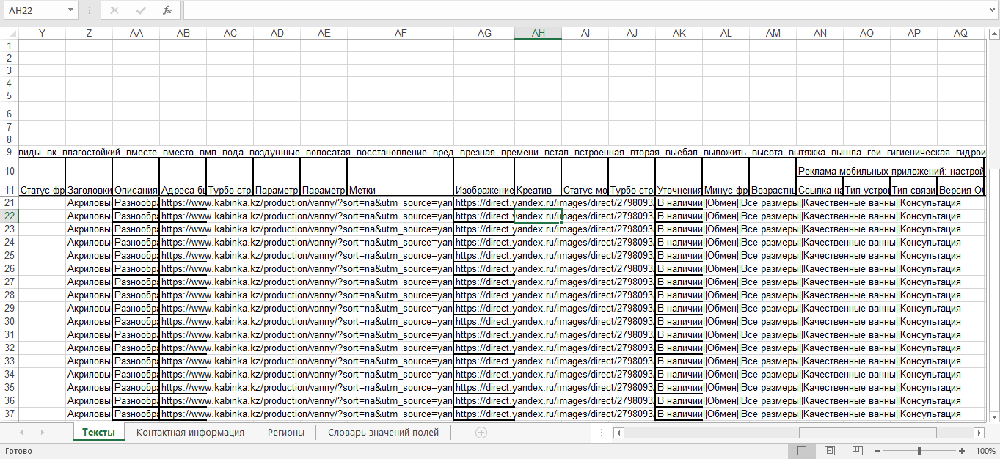 AH22
fx
Y Z AA AB AC AD AE AF AG AH AI AJ AK AL AM AN AO AP AQ
1
2
3
4
5
6
7
8
9 виды -вк -влагостойкий -вместе -вместо -вмп -вода -воздушные -волосатая -восстановление -вред -врезная -времени -встал -встроенная -вторая -выебал -выложить -высота -вытяжка -вышла -геи -гигиеническая -гидрои
10 Реклама мобильных приложений: настрой
11 Статус фр Заголовки Описания Адреса бы Турбо-стра Параметр Параметр Метки Изображение Креатив Статус мо Турбо-стра Уточнения Минус-фр Возрастны Ссылка на Тип устрої Тип связи Версия ОС
21 Акриловы Разнообра https://www.kabinka.kz/production/vanny/?sort=na&utm_source=yan https://direct.yandex.ru/images/direct/2798093/ В наличии||Обмен||Все размеры||Качественные ванны||Консультация
22 Акриловы Разнообра https://www.kabinka.kz/production/vanny/?sort=na&utm_source=yan https://direct.yandex.ru/images/direct/2798093/ В наличии||Обмен||Все размеры||Качественные ванны||Консультация
23 Акриловы Разнообра https://www.kabinka.kz/production/vanny/?sort=na&utm_source=yan https://direct.yandex.ru/images/direct/2798093/ В наличии||Обмен||Все размеры||Качественные ванны||Консультация
24 Акриловы Разнообра https://www.kabinka.kz/production/vanny/?sort=na&utm_source=yan https://direct.yandex.ru/images/direct/2798093/ В наличии||Обмен||Все размеры||Качественные ванны||Консультация
25 Акриловы Разнообра https://www.kabinka.kz/production/vanny/?sort=na&utm_source=yan https://direct.yandex.ru/images/direct/2798093/ В наличии||Обмен||Все размеры||Качественные ванны||Консультация
26 Акриловы Разнообра https://www.kabinka.kz/production/vanny/?sort=na&utm_source=yan https://direct.yandex.ru/images/direct/2798093/ В наличии||Обмен||Все размеры||Качественные ванны||Консультация
27 Акриловы Разнообра https://www.kabinka.kz/production/vanny/?sort=na&utm_source=yan https://direct.yandex.ru/images/direct/2798093/ В наличии||Обмен||Все размеры||Качественные ванны||Консультация
28 Акриловы Разнообра https://www.kabinka.kz/production/vanny/?sort=na&utm_source=yan https://direct.yandex.ru/images/direct/2798093/ В наличии||Обмен||Все размеры||Качественные ванны||Консультация
29 Акриловы Разнообра https://www.kabinka.kz/production/vanny/?sort=na&utm_source=yan https://direct.yandex.ru/images/direct/2798093/ В наличии||Обмен||Все размеры||Качественные ванны||Консультация
30 Акриловы Разнообра https://www.kabinka.kz/production/vanny/?sort=na&utm_source=yan https://direct.yandex.ru/images/direct/2798093/ В наличии||Обмен||Все размеры||Качественные ванны||Консультация
31 Акриловы Разнообра https://www.kabinka.kz/production/vanny/?sort=na&utm_source=yan https://direct.yandex.ru/images/direct/2798093/ В наличии||Обмен||Все размеры||Качественные ванны||Консультация
32 Акриловы Разнообра https://www.kabinka.kz/production/vanny/?sort=na&utm_source=yan https://direct.yandex.ru/images/direct/2798093/ В наличии||Обмен||Все размеры||Качественные ванны||Консультация
33 Акриловы Разнообра https://www.kabinka.kz/production/vanny/?sort=na&utm_source=yan https://direct.yandex.ru/images/direct/2798093/ В наличии||Обмен||Все размеры||Качественные ванны||Консультация
34 Акриловы Разнообра https://www.kabinka.kz/production/vanny/?sort=na&utm_source=yan https://direct.yandex.ru/images/direct/2798093/ В наличии||Обмен||Все размеры||Качественные ванны||Консультация
35 Акриловы Разнообра https://www.kabinka.kz/production/vanny/?sort=na&utm_source=yan https://direct.yandex.ru/images/direct/2798093/ В наличии||Обмен||Все размеры||Качественные ванны||Консультация
36 Акриловы Разнообра https://www.kabinka.kz/production/vanny/?sort=na&utm_source=yan https://direct.yandex.ru/images/direct/2798093/ В наличии||Обмен||Все размеры||Качественные ванны||Консультация
37 Акриловы Разнообра https://www.kabinka.kz/production/vanny/?sort=na&utm_source=yan https://direct.yandex.ru/images/direct/2798093/ В наличии||Обмен||Все размеры||Качественные ванны||Консультация
Тексты Контактная информация Регионы Словарь значений полей
Готово 100%